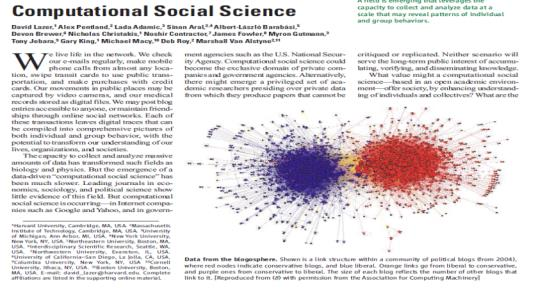 Computational Social Science
A field is emerging that leverages the
capacity to collect and analyze data at a
scale that may reveal patterns of individual
and group behaviors.
David Lazer,¹ Alex Pentland,² Lada Adamic,³ Sinan Aral,²,⁴ Albert-László Barabási,⁵
Devon Brewer,⁶ Nicholas Christakis,¹ Noshir Contractor,⁷ James Fowler,⁸ Myron Gutmann,³
Tony Jebara,⁹ Gary King,¹ Michael Macy,¹⁰ Deb Roy,² Marshall Van Alstyne²,¹¹
We live life in the network. We check
our e-mails regularly, make mobile
phone calls from almost any loca-
tion, swipe transit cards to use public trans-
portation, and make purchases with credit
cards. Our movements in public places may be
captured by video cameras, and our medical
records stored as digital files. We may post blog
entries accessible to anyone, or maintain friend-
ships through online social networks. Each of
these transactions leaves digital traces that can
be compiled into comprehensive pictures of
both individual and group behavior, with the
potential to transform our understanding of our
lives, organizations, and societies.
The capacity to collect and analyze massive
amounts of data has transformed such fields as
biology and physics. But the emergence of a
data-driven "computational social science" has
been much slower. Leading journals in eco-
nomics, sociology, and political science show
little evidence of this field. But computational
social science is occurring—in Internet compa-
nies such as Google and Yahoo, and in govern-
¹Harvard University, Cambridge, MA, USA. ²Massachusetts
Institute of Technology, Cambridge, MA, USA. ³University
of Michigan, Ann Arbor, MI, USA. ⁴New York University,
New York, NY, USA. ⁵Northeastern University, Boston, MA,
USA. ⁶Interdisciplinary Scientific Research, Seattle, WA,
USA. ⁷Northwestern University, Evanston, IL, USA.
⁸University of California–San Diego, La Jolla, CA, USA.
⁹Columbia University, New York, NY, USA. ¹⁰Cornell
University, Ithaca, NY, USA. ¹¹Boston University, Boston,
MA, USA. E-mail: david_lazer@harvard.edu. Complete
affiliations are listed in the supporting online material.
ment agencies such as the U.S. National Secur-
ity Agency. Computational social science could
become the exclusive domain of private com-
panies and government agencies. Alternatively,
there might emerge a privileged set of aca-
demic researchers presiding over private data
from which they produce papers that cannot be
critiqued or replicated. Neither scenario will
serve the long-term public interest of accumu-
lating, verifying, and disseminating knowledge.
What value might a computational social
science—based in an open academic environ-
ment—offer society, by enhancing understand-
ing of individuals and collectives? What are the
Data from the blogosphere. Shown is a link structure within a community of political blogs (from 2004),
where red nodes indicate conservative blogs, and blue liberal. Orange links go from liberal to conservative,
and purple ones from conservative to liberal. The size of each blog reflects the number of other blogs that
link to it. [Reproduced from (8) with permission from the Association for Computing Machinery]